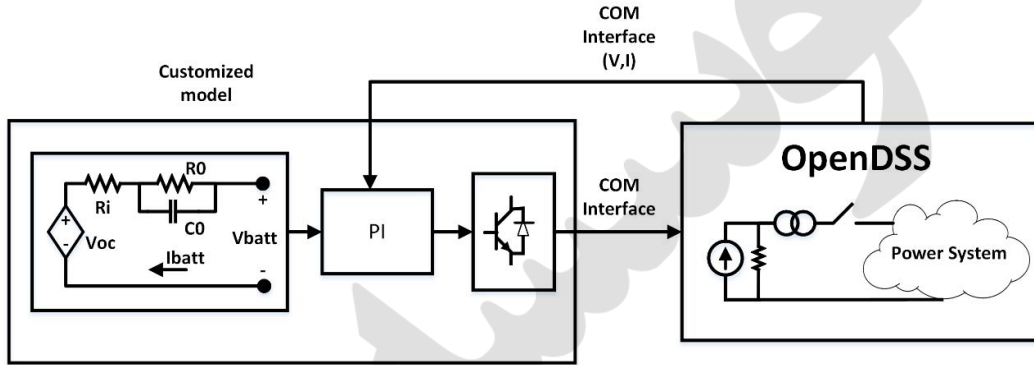 COM
Interface
(V,I)
Customized
model
OpenDSS
R0
Ri
C0
+
+
-
Voc
Vbatt
Ibatt
-
PI
COM
Interface
Power System